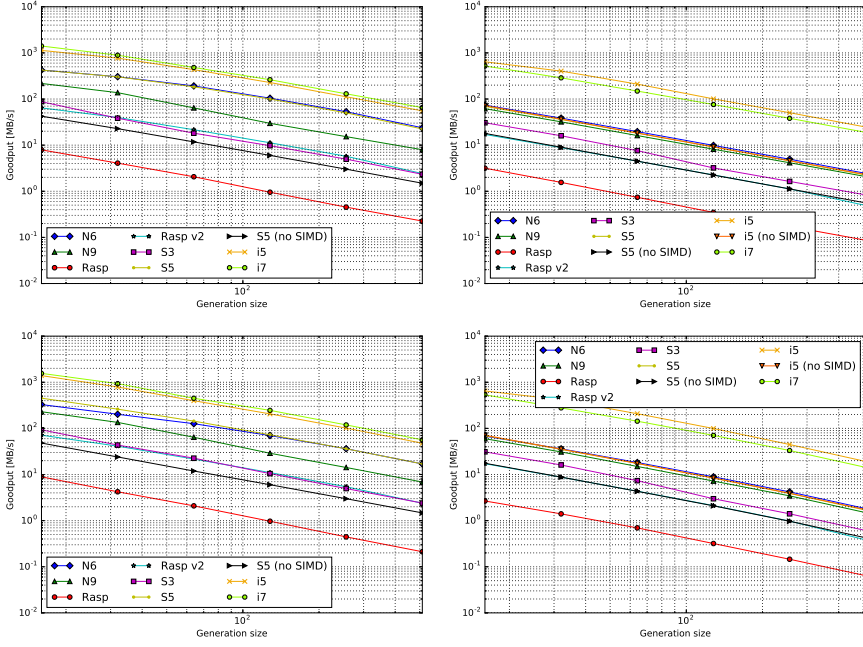 10^4
10^3
10^2
10^1
10^0
10^-1
10^-2
Goodput [MB/s]
N6
N9
Rasp
Rasp v2
S3
S5
S5 (no SIMD)
i5
i7
10^2
Generation size
10^4
10^3
10^2
10^1
10^0
10^-1
10^-2
Goodput [MB/s]
N6
N9
Rasp
Rasp v2
S3
S5
S5 (no SIMD)
i5
i5 (no SIMD)
i7
10^2
Generation size
10^4
10^3
10^2
10^1
10^0
10^-1
10^-2
Goodput [MB/s]
N6
N9
Rasp
Rasp v2
S3
S5
S5 (no SIMD)
i5
i7
10^2
Generation size
10^4
10^3
10^2
10^1
10^0
10^-1
10^-2
Goodput [MB/s]
N6
N9
Rasp
Rasp v2
S3
S5
S5 (no SIMD)
i5
i5 (no SIMD)
i7
10^2
Generation size